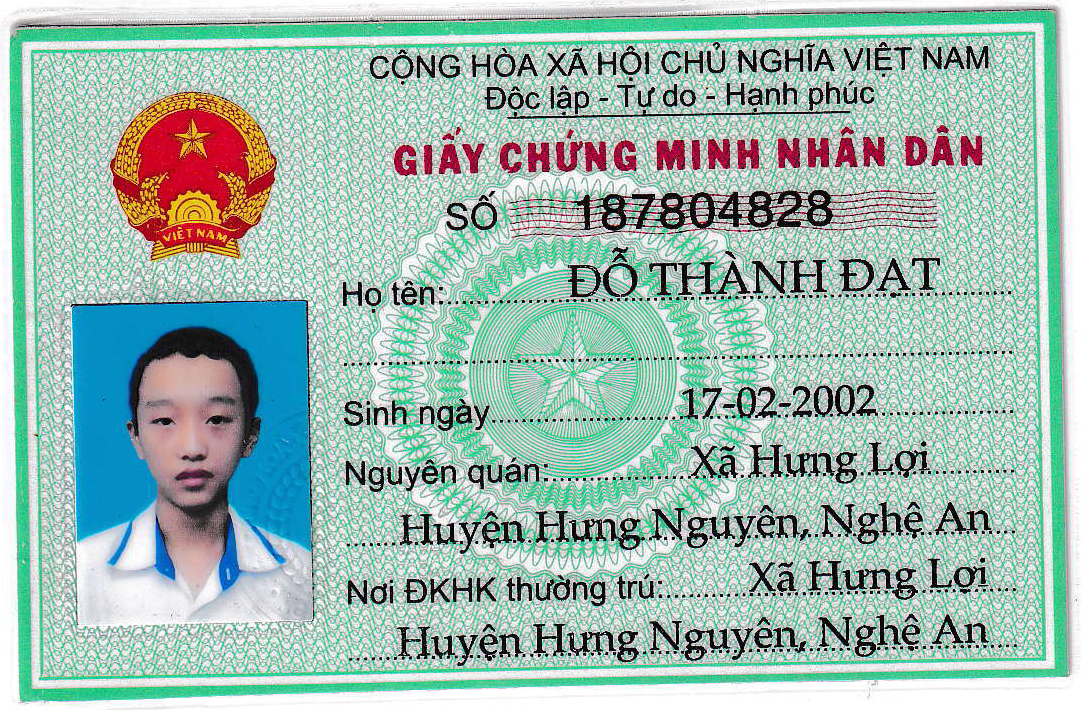 CỘNG HÒA XÃ HỘI CHỦ NGHĨA VIỆT NAM
Độc lập - Tự do - Hạnh phúc
GIẤY CHỨNG MINH NHÂN DÂN
SỐ 187804828
VIỆT NAM
Họ tên: ĐỖ THÀNH ĐẠT
Sinh ngày 17-02-2002
Nguyên quán: Xã Hưng Lợi
Huyện Hưng Nguyên, Nghệ An
Nơi ĐKHK thường trú: Xã Hưng Lợi
Huyện Hưng Nguyên, Nghệ An